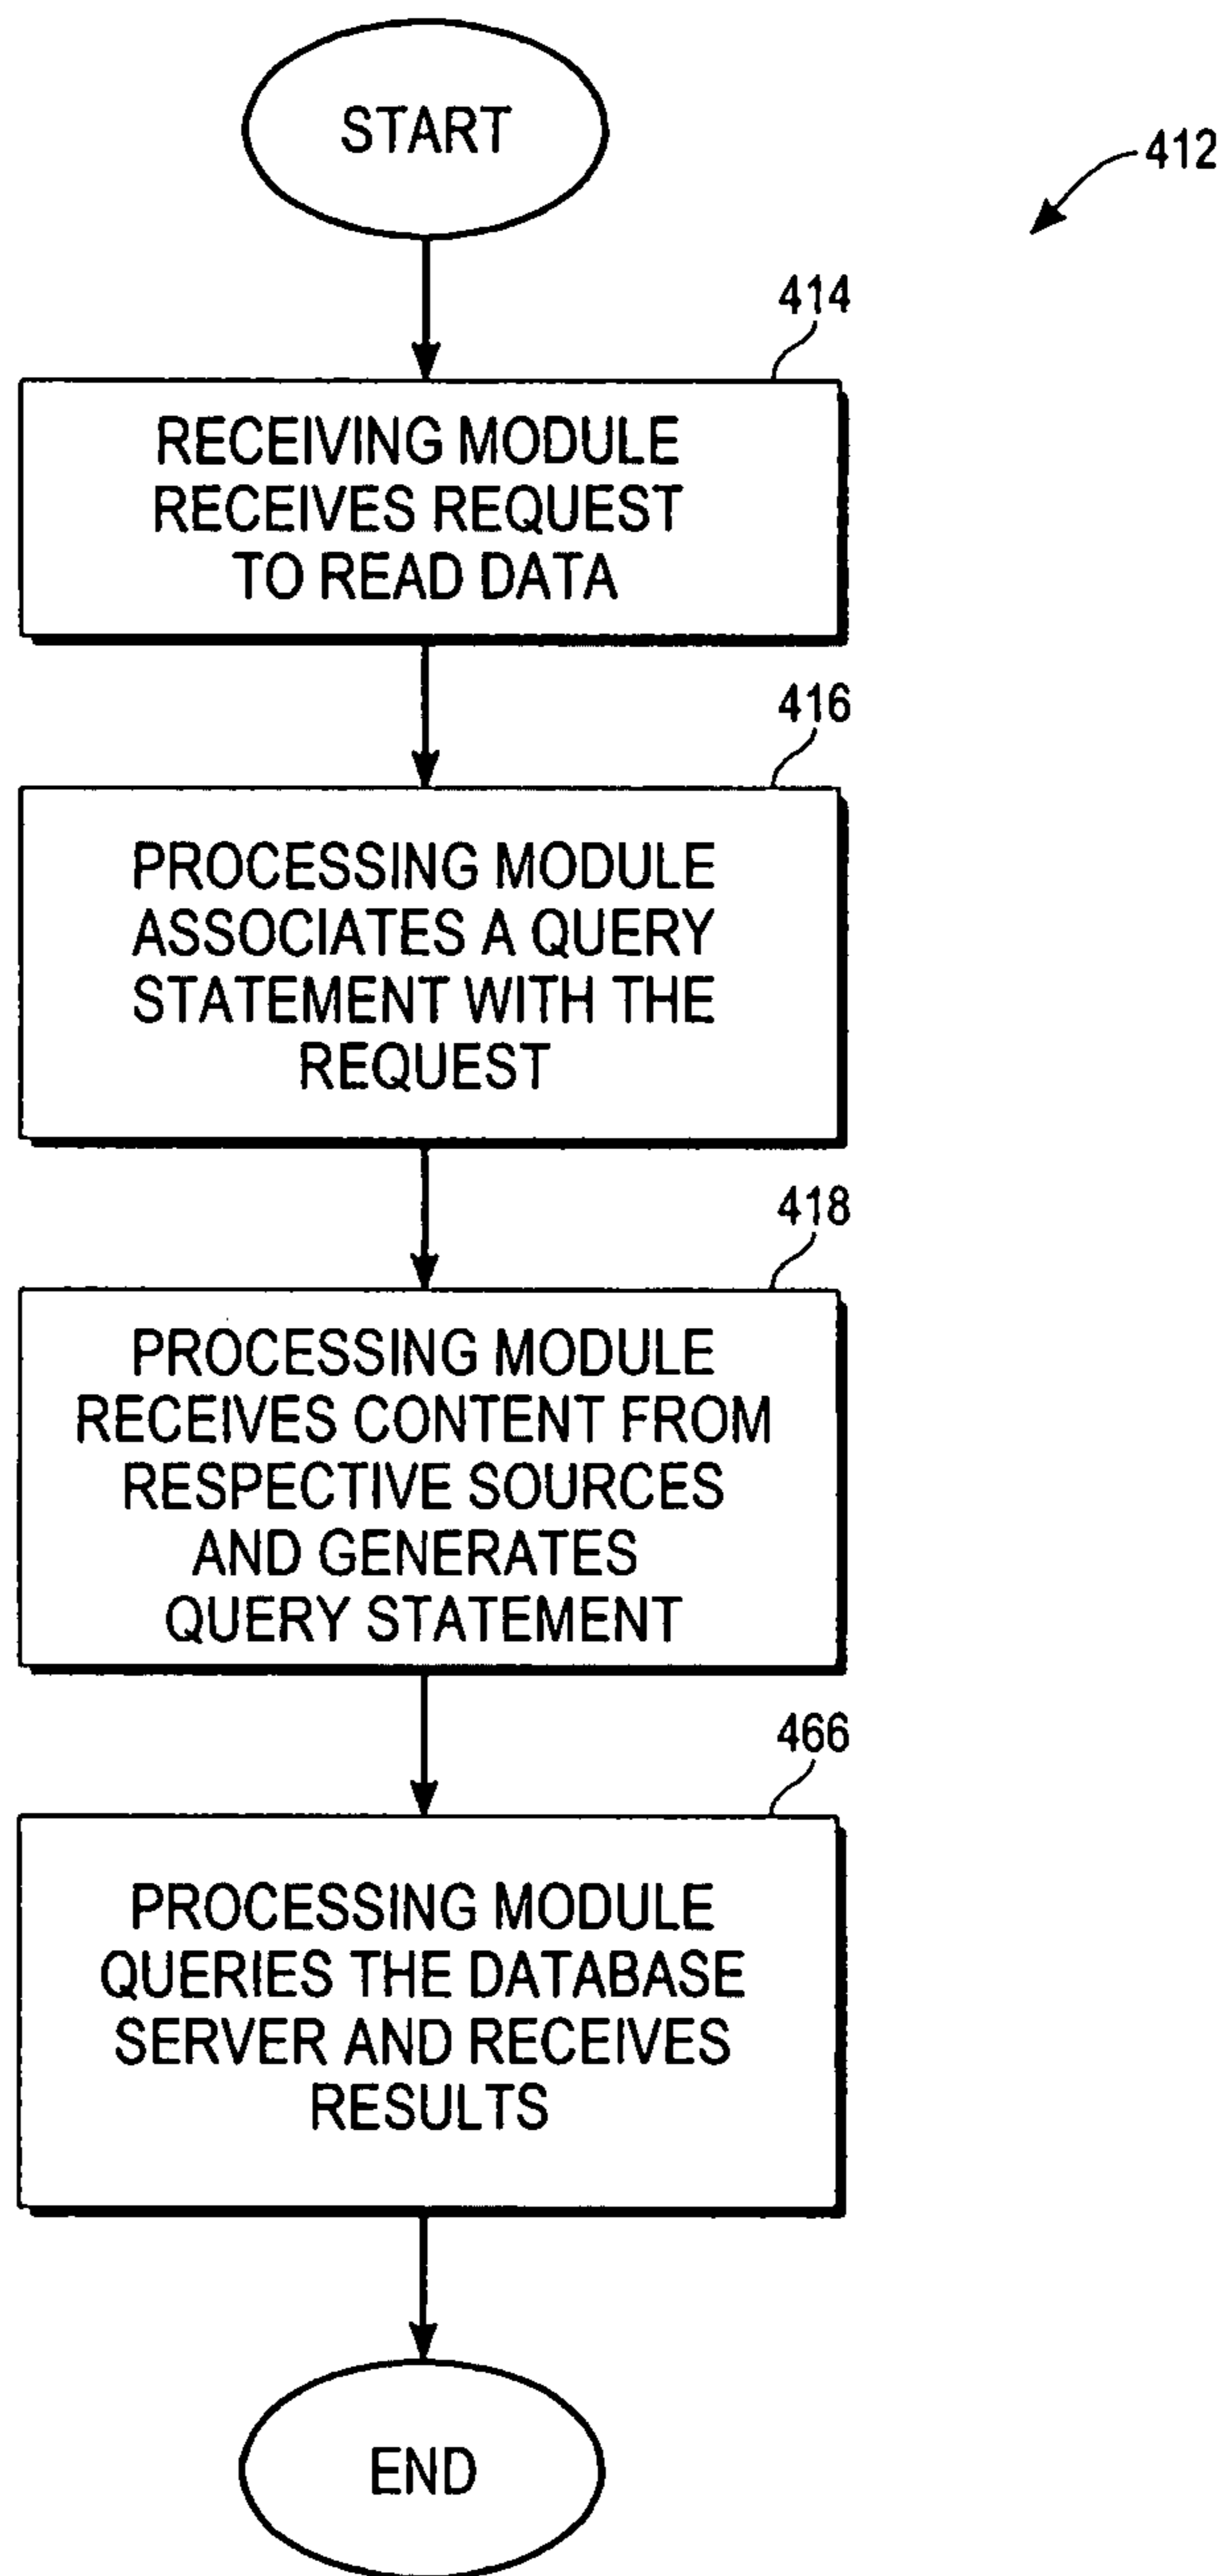 START
412
414
RECEIVING MODULE
RECEIVES REQUEST
TO READ DATA
416
PROCESSING MODULE
ASSOCIATES A QUERY
STATEMENT WITH THE
REQUEST
418
PROCESSING MODULE
RECEIVES CONTENT FROM
RESPECTIVE SOURCES
AND GENERATES
QUERY STATEMENT
466
PROCESSING MODULE
QUERIES THE DATABASE
SERVER AND RECEIVES
RESULTS
END